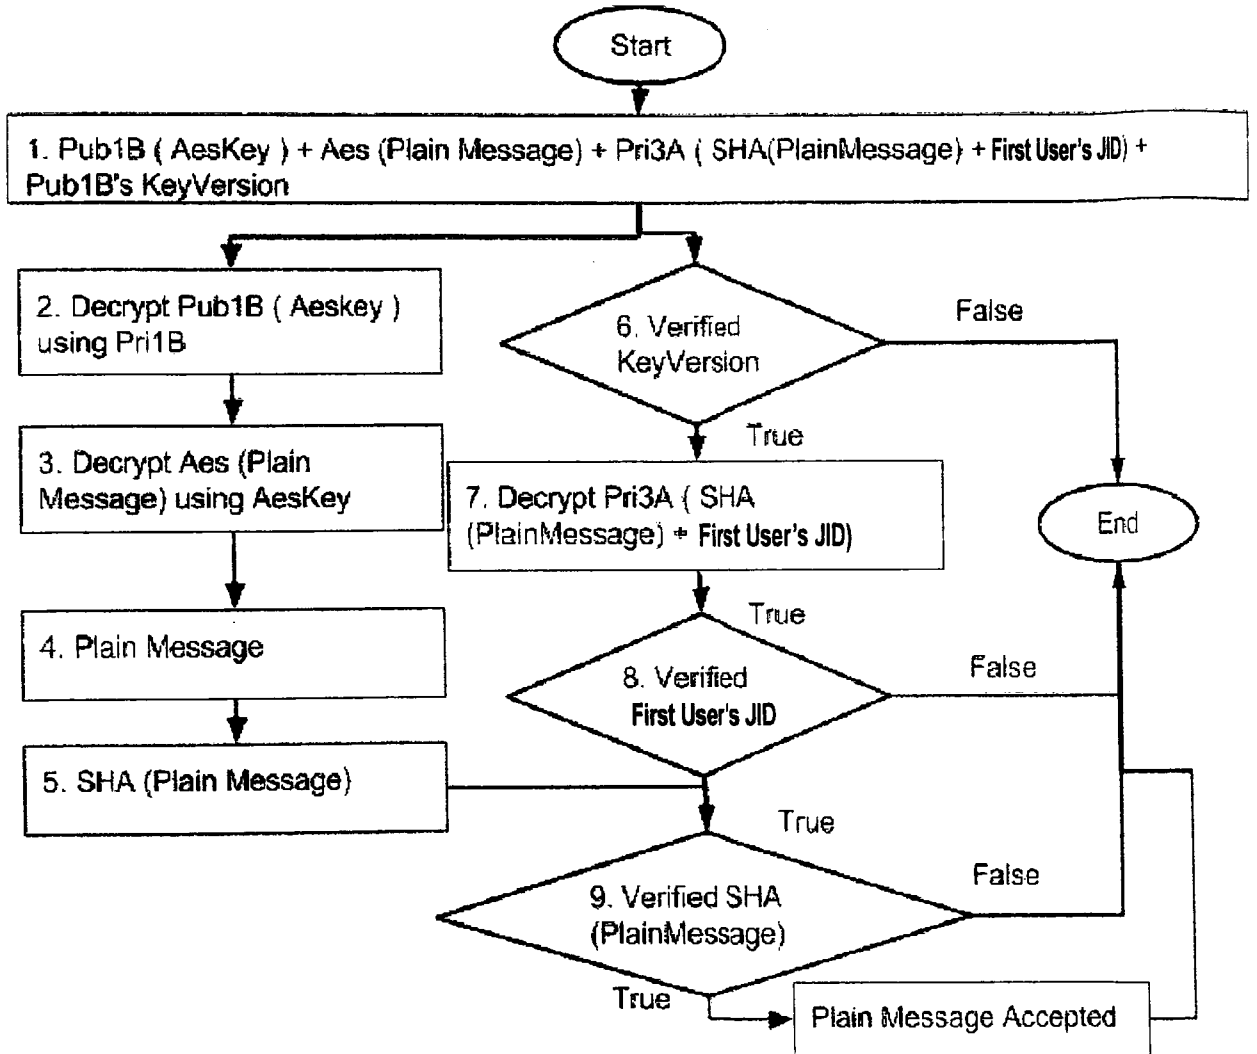 Start
1. Pub1B ( AesKey ) + Aes (Plain Message) + Pri3A ( SHA(PlainMessage) + First User's JID) +
Pub1B's KeyVersion
2. Decrypt Pub1B ( Aeskey )
using Pri1B
6. Verified
KeyVersion
False
True
3. Decrypt Aes (Plain
Message) using AesKey
7. Decrypt Pri3A ( SHA
(PlainMessage) + First User's JID)
End
True
4. Plain Message
8. Verified
First User's JID
False
5. SHA (Plain Message)
True
9. Verified SHA
(PlainMessage)
False
True
Plain Message Accepted